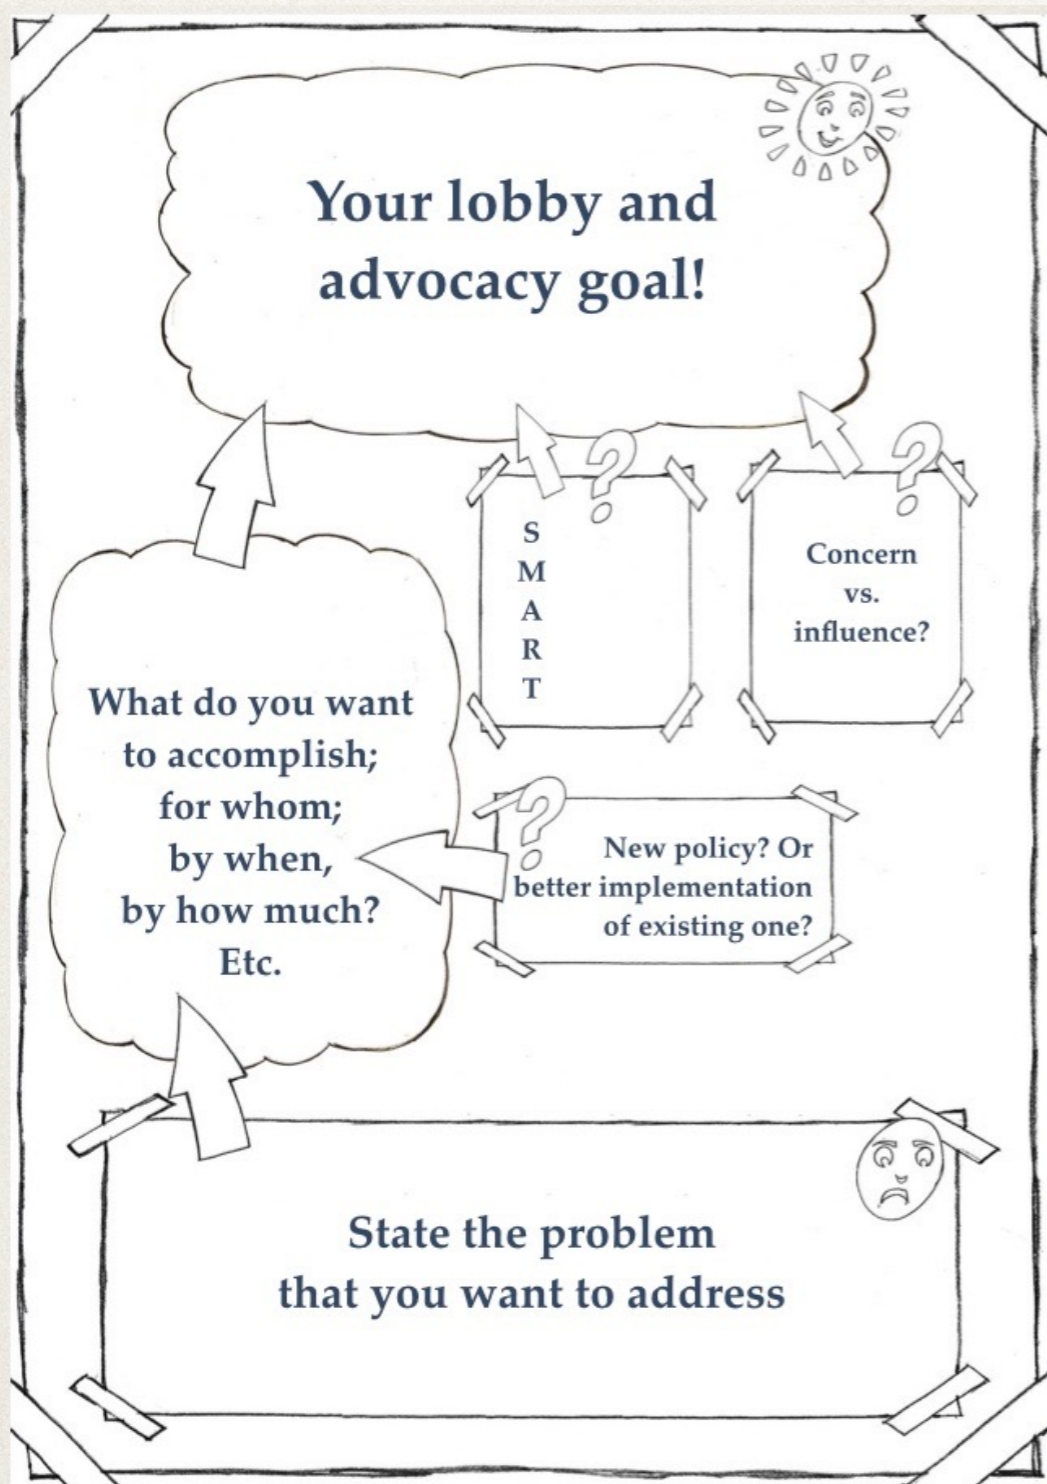 Your lobby and
advocacy goal!
S
M
A
R
T
Concern
vs.
influence?
What do you want
to accomplish;
for whom;
by when,
by how much?
Etc.
New policy? Or
better implementation
of existing one?
State the problem
that you want to address